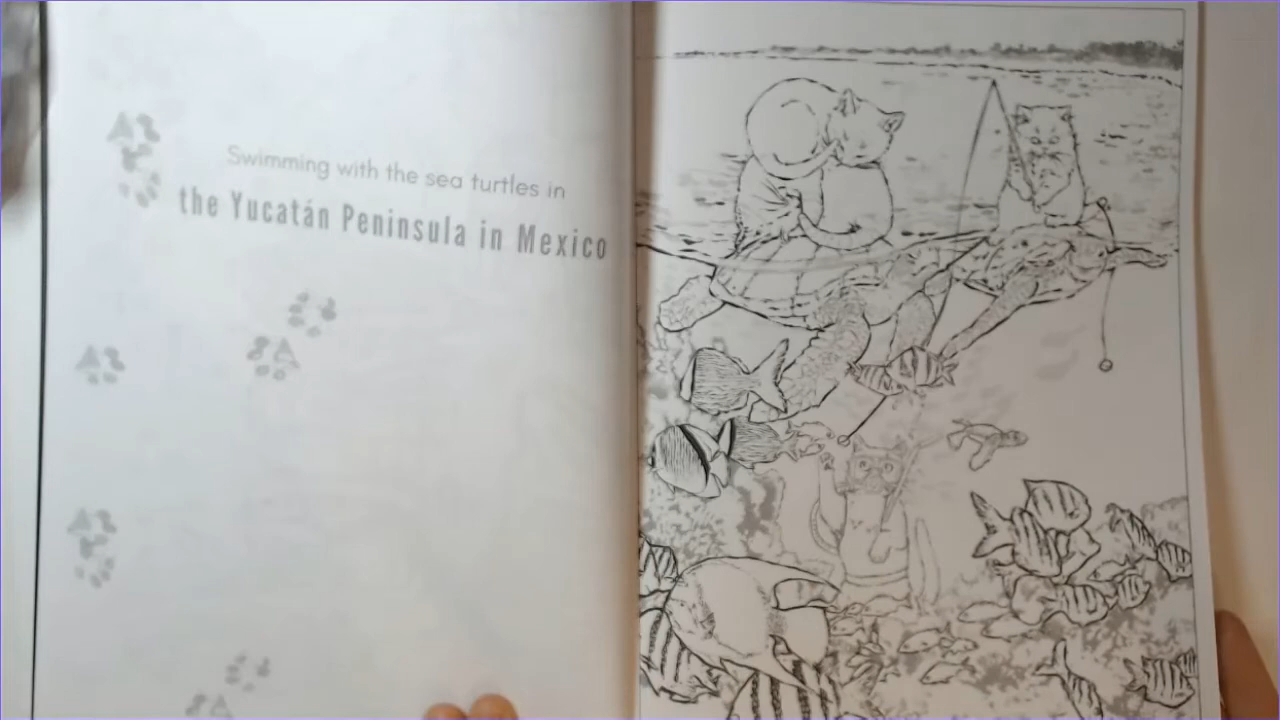 Swimming with the sea turtles in
the Yucatán Peninsula in Mexico